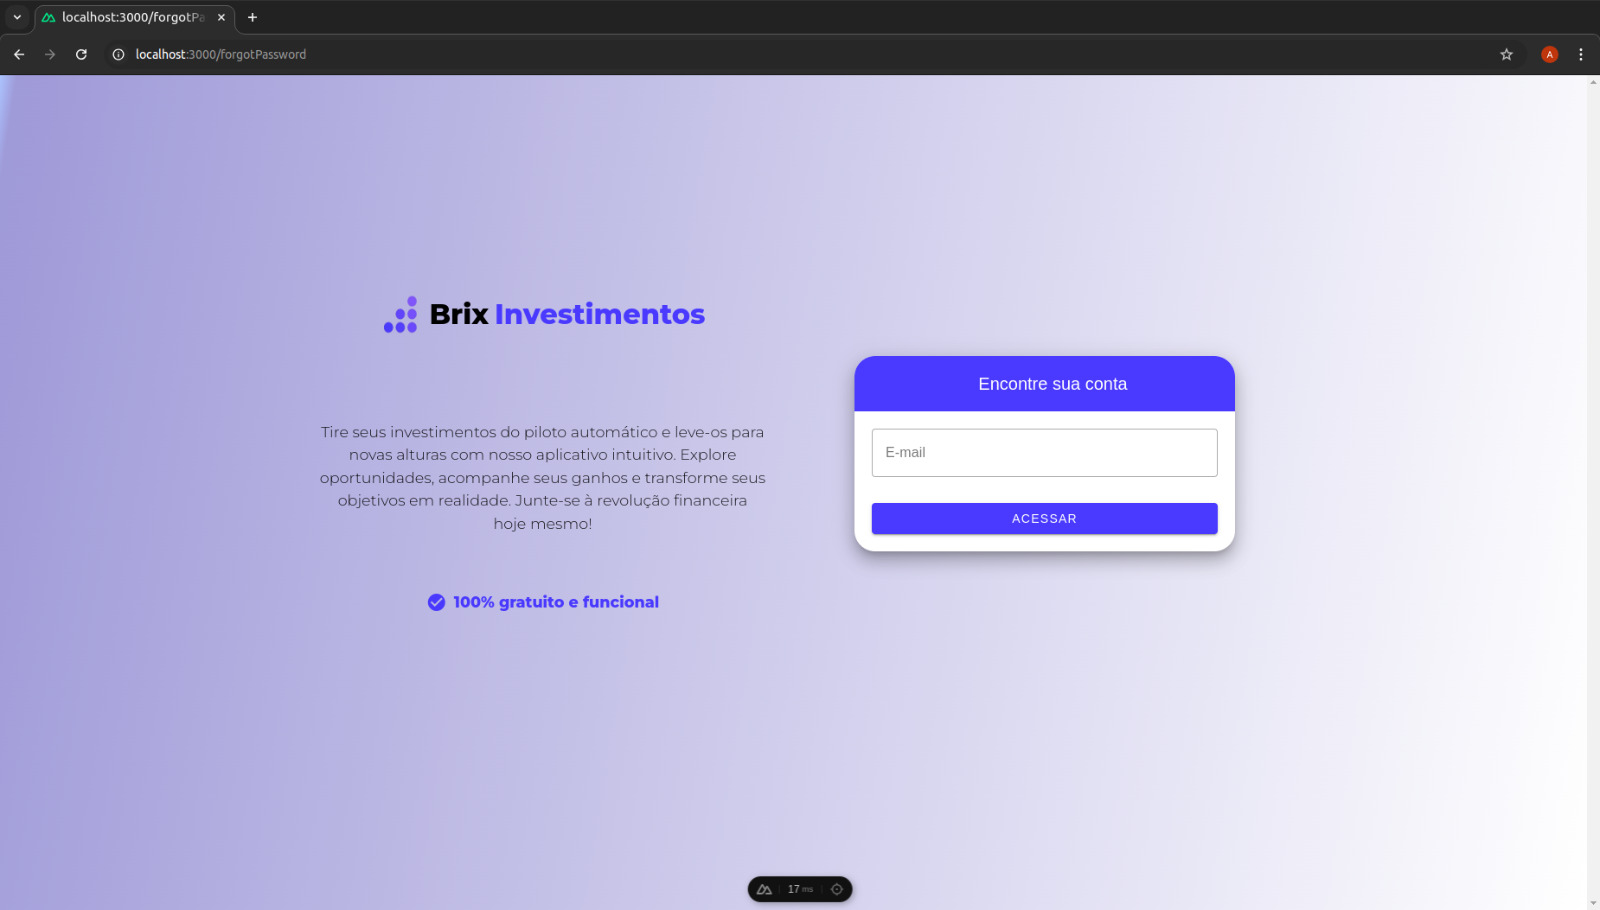 localhost:3000/forgotPa
localhost:3000/forgotPassword
A
Brix Investimentos
Tire seus investimentos do piloto automático e leve-os para
novas alturas com nosso aplicativo intuitivo. Explore
oportunidades, acompanhe seus ganhos e transforme seus
objetivos em realidade. Junte-se à revolução financeira
hoje mesmo!
100% gratuito e funcional
Encontre sua conta
E-mail
ACESSAR
17 ms